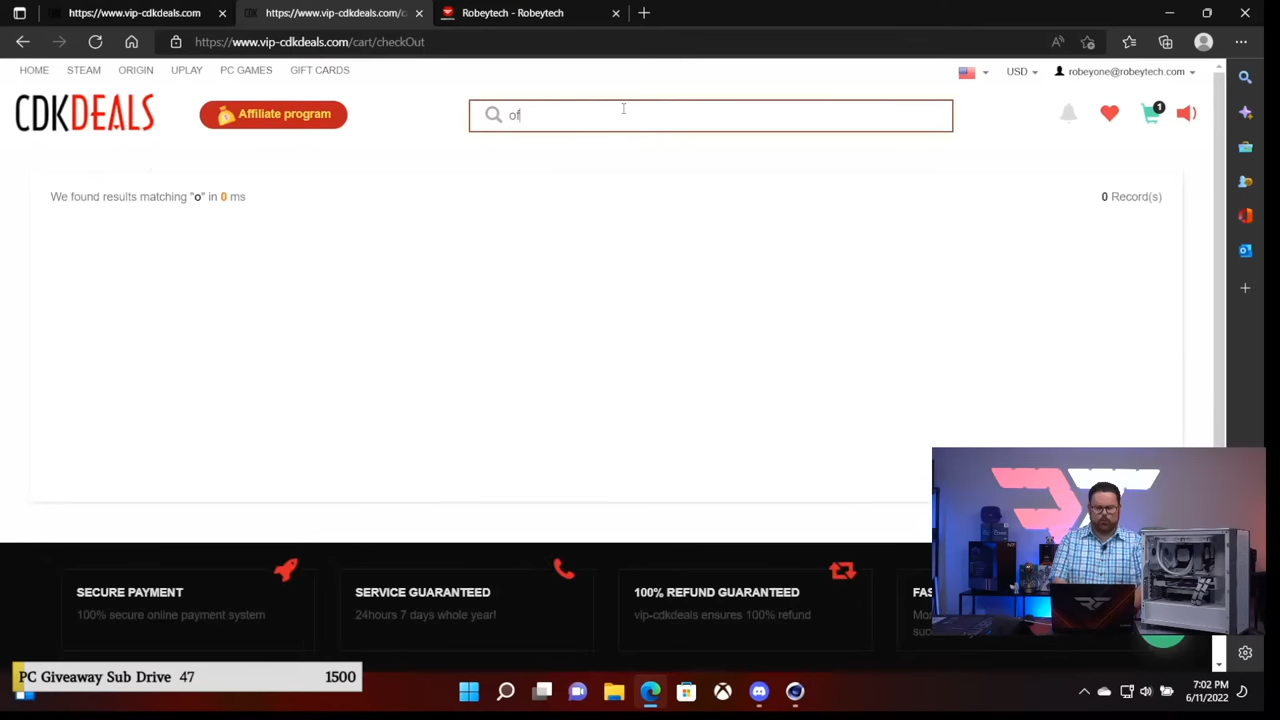 https://www.vip-cdkdeals.com
https://www.vip-cdkdeals.com/c
Robeytech - Robeytech
https://www.vip-cdkdeals.com/cart/checkOut
HOME STEAM ORIGIN UPLAY PC GAMES GIFT CARDS
USD robeyone@robeytech.com
CDKDEALS
Affiliate program
of
1
We found results matching "o" in 0 ms
0 Record(s)
SECURE PAYMENT
100% secure online payment system
SERVICE GUARANTEED
24hours 7 days whole year!
100% REFUND GUARANTEED
vip-cdkdeals ensures 100% refund
FAS
Mor
suc
PC Giveaway Sub Drive 47 1500
7:02 PM
6/11/2022